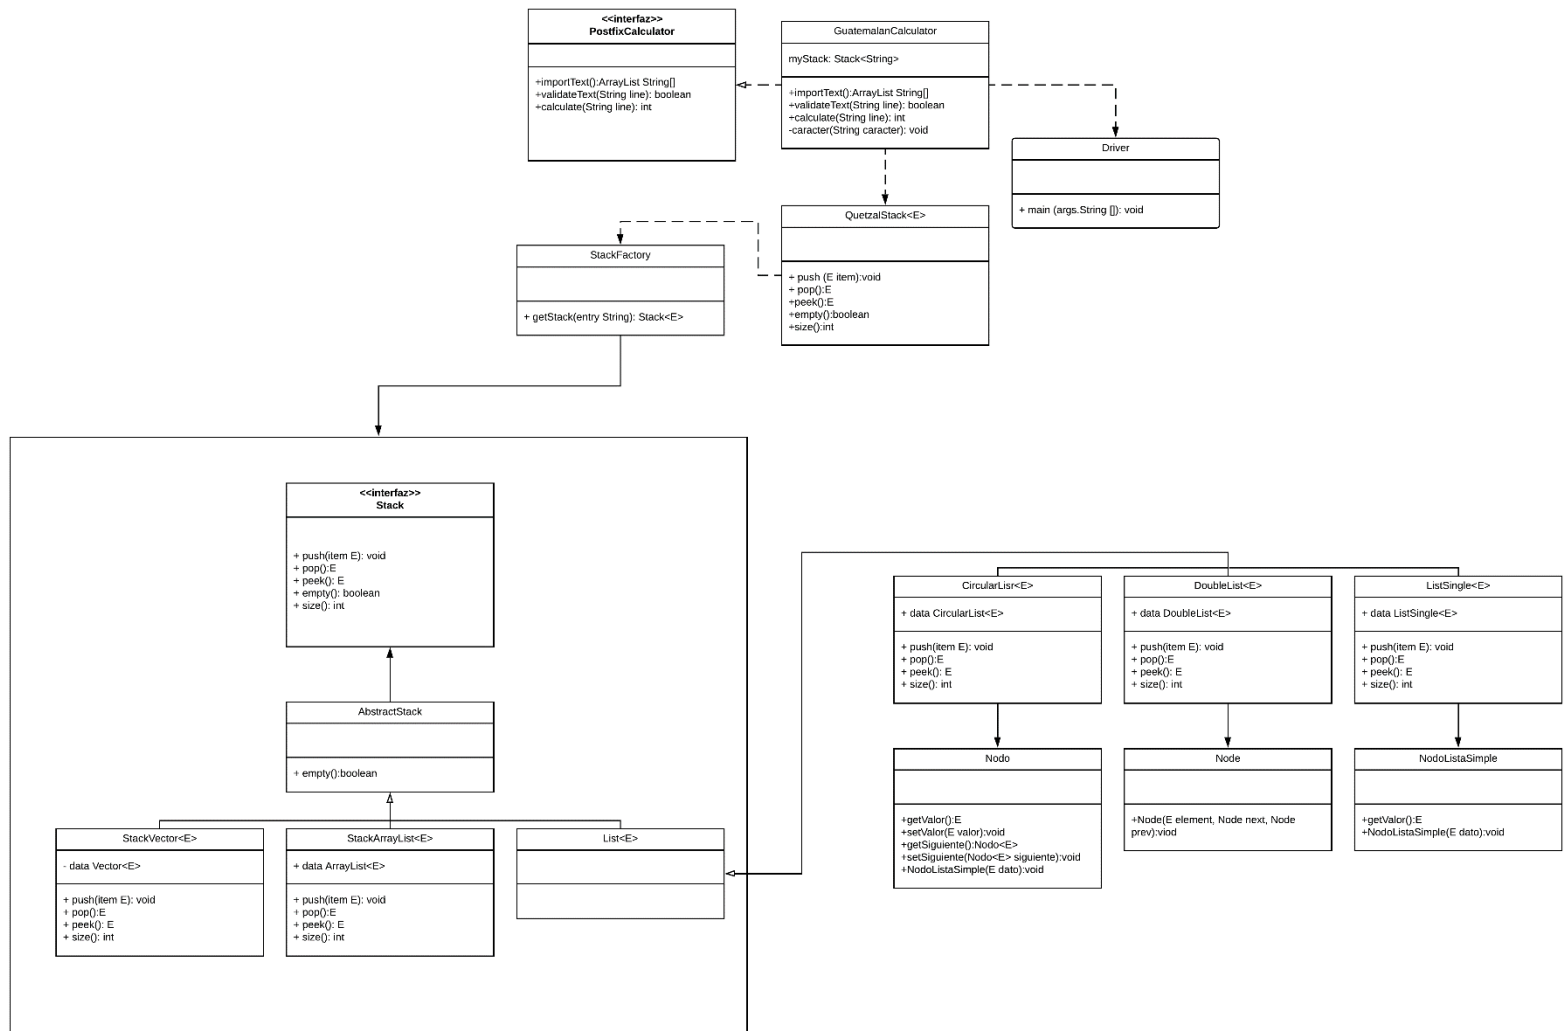 <<interfaz>>
PostfixCalculator
+importText():ArrayList String[]
+validateText(String line): boolean
+calculate(String line): int
GuatemalanCalculator
myStack: Stack<String>
+importText():ArrayList String[]
+validateText(String line): boolean
+calculate(String line): int
-caracter(String caracter): void
Driver
+ main (args.String []): void
QuetzalStack<E>
+ push (E item):void
+ pop():E
+peek():E
+empty():boolean
+size():int
StackFactory
+ getStack(entry String): Stack<E>
<<interfaz>>
Stack
+ push(item E): void
+ pop():E
+ peek(): E
+ empty(): boolean
+ size(): int
AbstractStack
+ empty():boolean
StackVector<E>
- data Vector<E>
+ push(item E): void
+ pop():E
+ peek(): E
+ size(): int
StackArrayList<E>
+ data ArrayList<E>
+ push(item E): void
+ pop():E
+ peek(): E
+ size(): int
List<E>
CircularLisr<E>
+ data CircularList<E>
+ push(item E): void
+ pop():E
+ peek(): E
+ size(): int
DoubleList<E>
+ data DoubleList<E>
+ push(item E): void
+ pop():E
+ peek(): E
+ size(): int
ListSingle<E>
+ data ListSingle<E>
+ push(item E): void
+ pop():E
+ peek(): E
+ size(): int
Nodo
+getValor():E
+setValor(E valor):void
+getSiguiente():Nodo<E>
+setSiguiente(Nodo<E> siguiente):void
+NodoListaSimple(E dato):void
Node
+Node(E element, Node next, Node
prev):viod
NodoListaSimple
+getValor():E
+NodoListaSimple(E dato):void